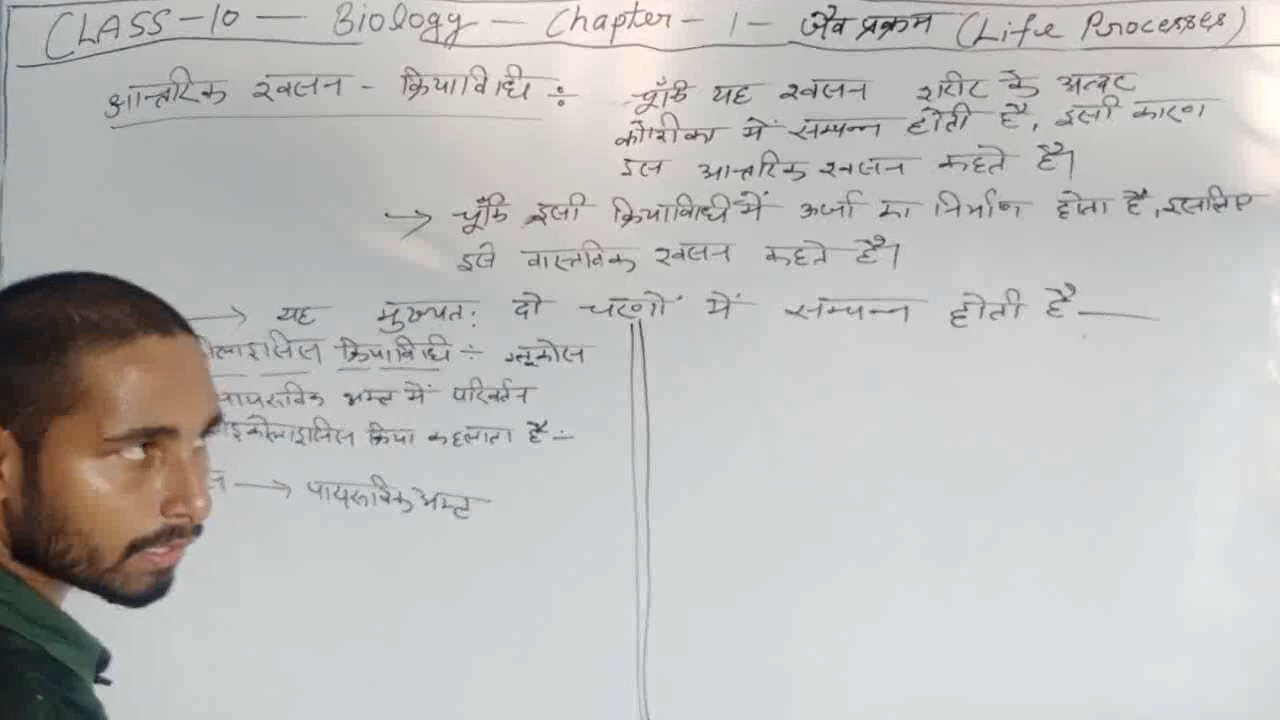 CLASS-10 - Biology - Chapter - 1 - जैव प्रक्रम (Life Processes)
आन्तरिक श्वसन - क्रियाविधि ÷ चूँकि यह श्वसन शरीर के अन्दर
कोशीका में सम्पन्न होती है, इसी कारण
इस आन्तरिक श्वसन कहते है।
→ चूँकि इसी क्रियाविधी में ऊर्जा का निर्माण होता है, इसलिए
इसे वास्तविक श्वसन कहते है।
→ यह मुख्यत: दो चरणों में सम्पन्न होती है —
क्रियाविधि ÷ ग्लूकोस
अम्ल में परिवर्तन
क्रिया कहलाता है ÷
→ पायरूविक अम्ल